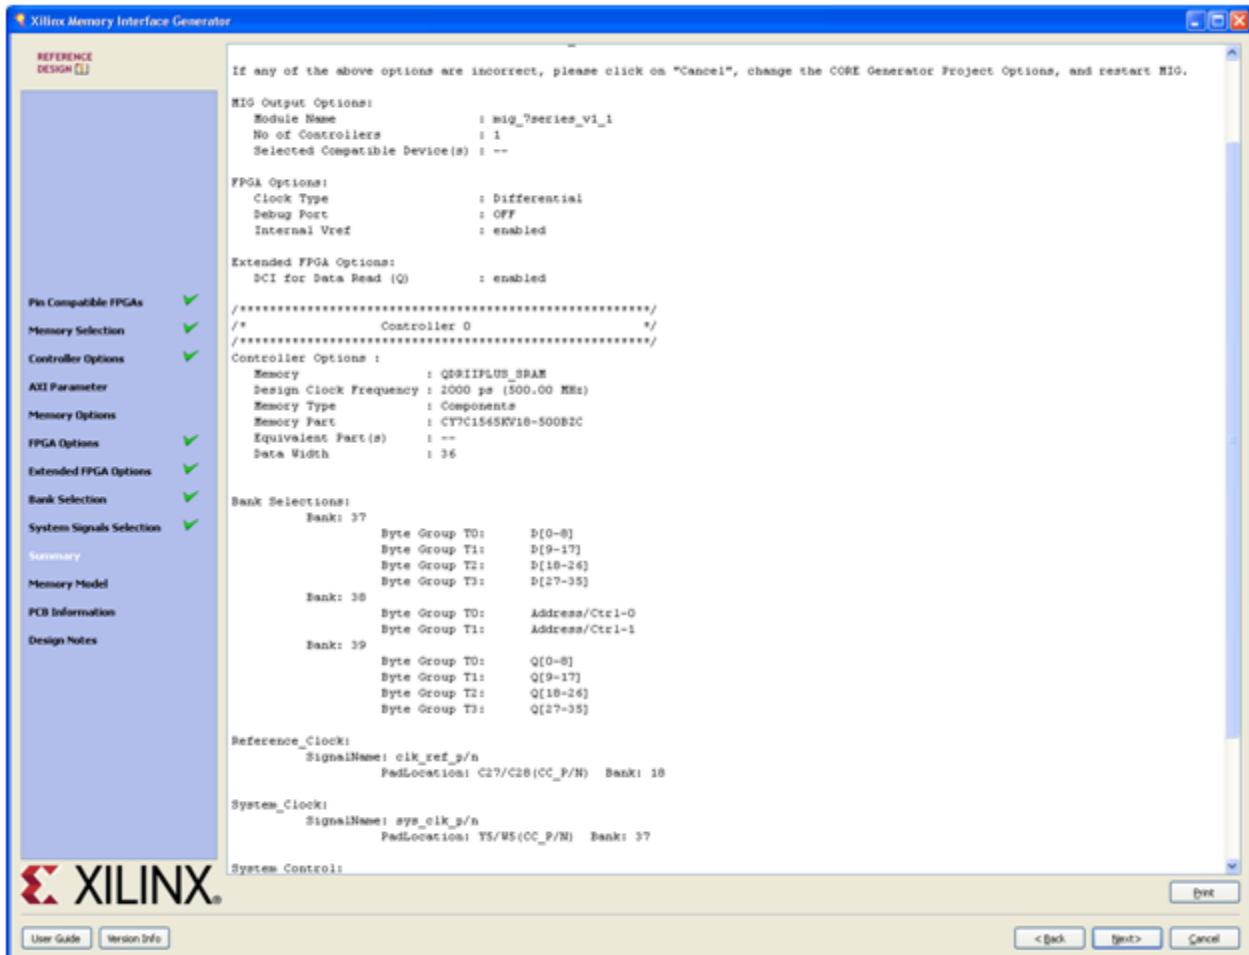 Xilinx Memory Interface Generator
REFERENCE
DESIGN
Pin Compatible FPGAs
Memory Selection
Controller Options
AXI Parameter
Memory Options
FPGA Options
Extended FPGA Options
Bank Selection
System Signals Selection
Summary
Memory Model
PCB Information
Design Notes
If any of the above options are incorrect, please click on "Cancel", change the CORE Generator Project Options, and restart MIG.
MIG Output Options:
Module Name : mig_7series_v1_1
No of Controllers : 1
Selected Compatible Device(s) : --
FPGA Options:
Clock Type : Differential
Debug Port : OFF
Internal Vref : enabled
Extended FPGA Options:
DCI for Data Read (Q) : enabled
/*******************************************************/
/* Controller 0 */
/*******************************************************/
Controller Options :
Memory : QDRIIPLUS_SRAM
Design Clock Frequency : 2000 ps (500.00 MHz)
Memory Type : Components
Memory Part : CY7C1565KV18-500BZC
Equivalent Part(s) : --
Data Width : 36
Bank Selections:
Bank: 37
Byte Group T0: D[0-8]
Byte Group T1: D[9-17]
Byte Group T2: D[18-26]
Byte Group T3: D[27-35]
Bank: 38
Byte Group T0: Address/Ctrl-0
Byte Group T1: Address/Ctrl-1
Bank: 39
Byte Group T0: Q[0-8]
Byte Group T1: Q[9-17]
Byte Group T2: Q[18-26]
Byte Group T3: Q[27-35]
Reference_Clock:
SignalName: clk_ref_p/n
PadLocation: C27/C28(CC_P/N) Bank: 18
System_Clock:
SignalName: sys_clk_p/n
PadLocation: Y5/W5(CC_P/N) Bank: 37
System Control:
XILINX®
Print
User Guide
Version Info
< Back
Next>
Cancel